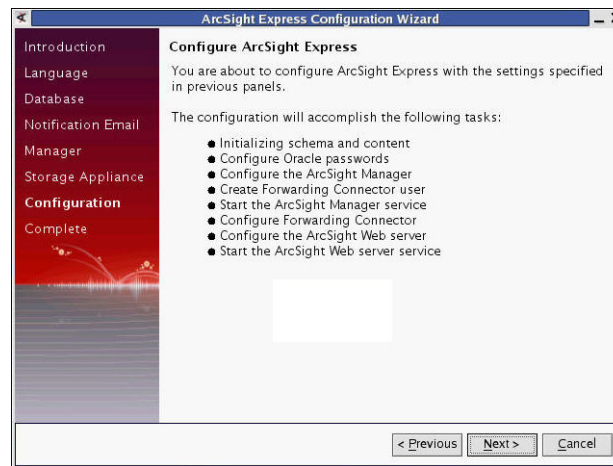 ArcSight Express Configuration Wizard
Introduction
Language
Database
Notification Email
Manager
Storage Appliance
Configuration
Complete
Configure ArcSight Express
You are about to configure ArcSight Express with the settings specified
in previous panels.
The configuration will accomplish the following tasks:
● Initializing schema and content
● Configure Oracle passwords
● Configure the ArcSight Manager
● Create Forwarding Connector user
● Start the ArcSight Manager service
● Configure Forwarding Connector
● Configure the ArcSight Web server
● Start the ArcSight Web server service
< Previous
Next >
Cancel